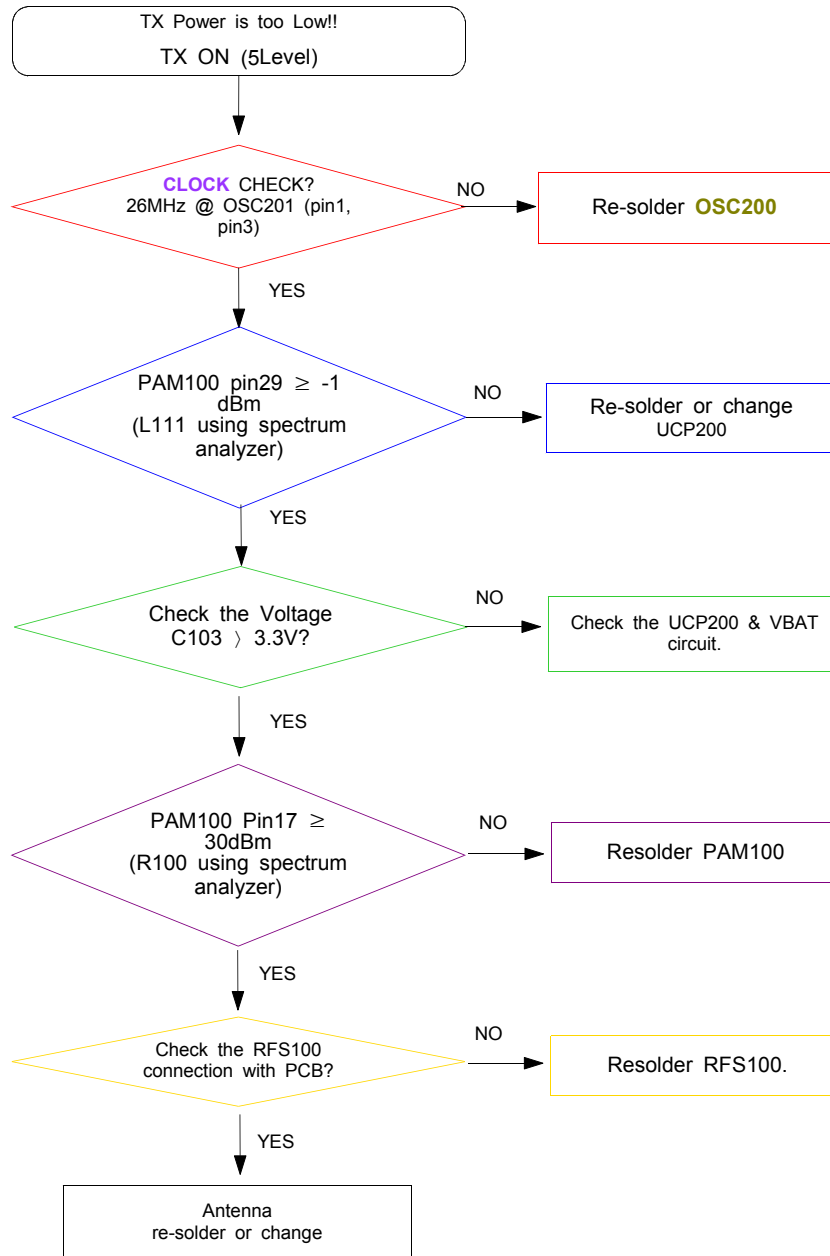 TX Power is too Low!!
TX ON (5Level)
CLOCK CHECK?
26MHz @ OSC201 (pin1,
pin3)
NO
Re-solder OSC200
YES
PAM100 pin29 ≥ -1
dBm
(L111 using spectrum
analyzer)
NO
Re-solder or change
UCP200
YES
Check the Voltage
C103 〉 3.3V?
NO
Check the UCP200 & VBAT
circuit.
YES
PAM100 Pin17 ≥
30dBm
(R100 using spectrum
analyzer)
NO
Resolder PAM100
YES
Check the RFS100
connection with PCB?
NO
Resolder RFS100.
YES
Antenna
re-solder or change